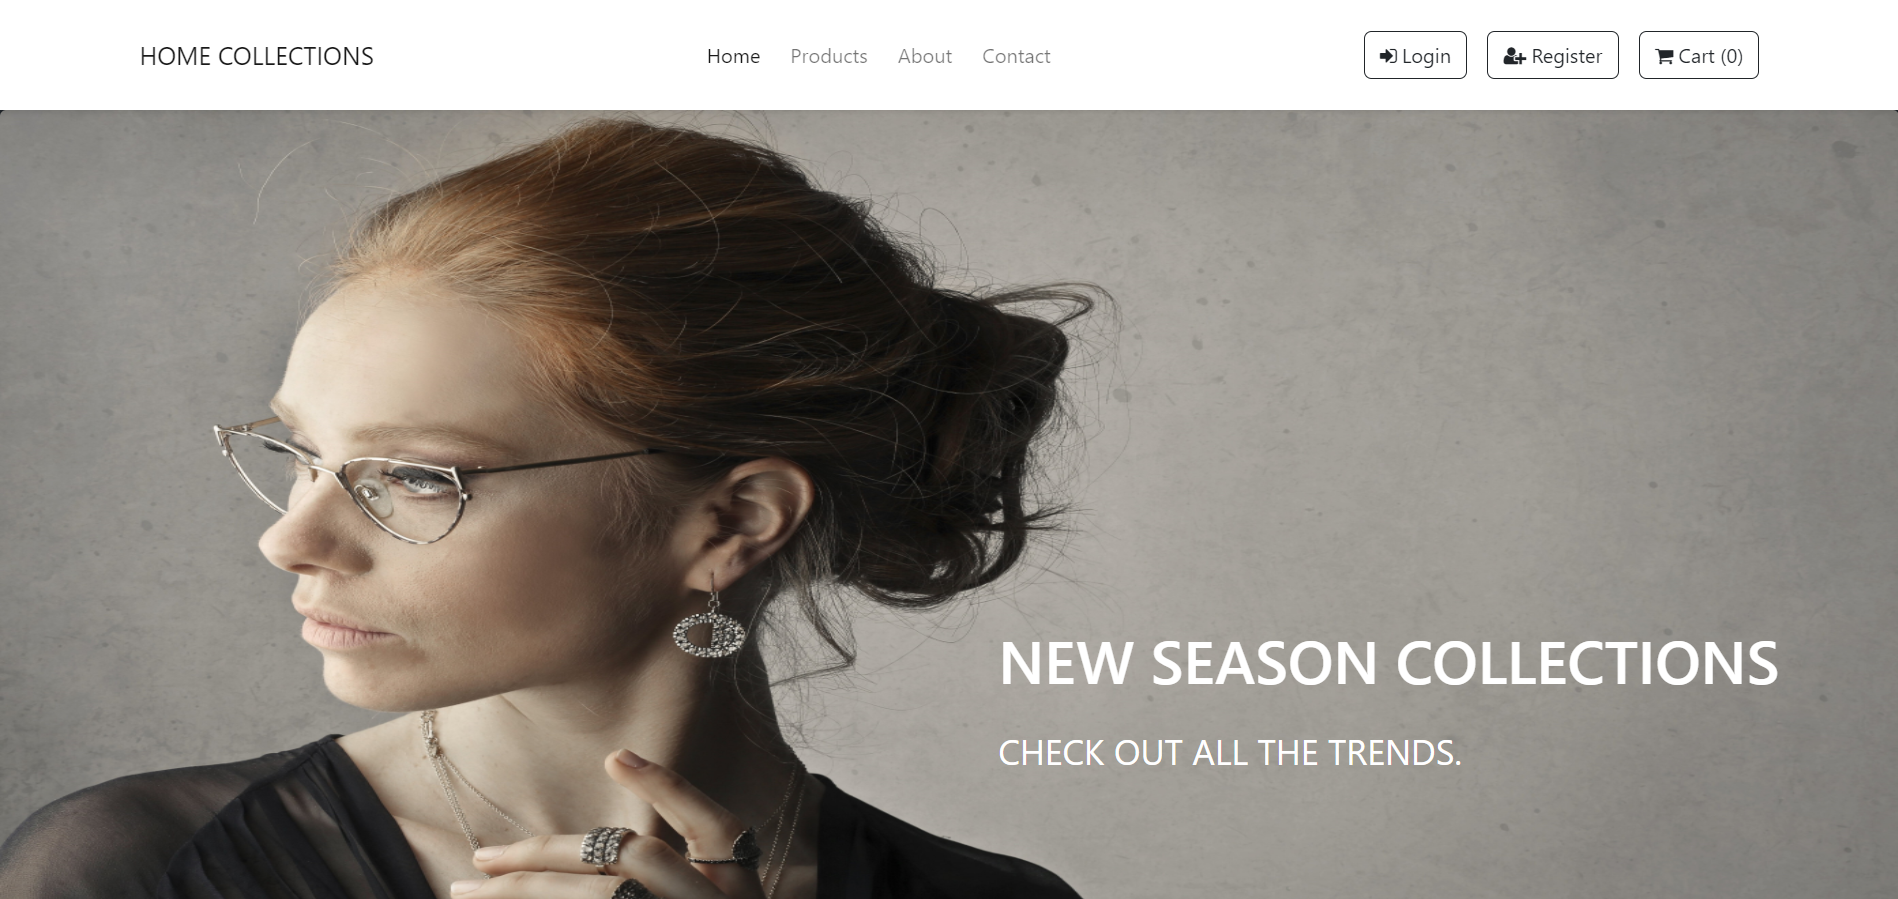 HOME COLLECTIONS
Home Products About Contact
Login Register Cart (0)
NEW SEASON COLLECTIONS
CHECK OUT ALL THE TRENDS.